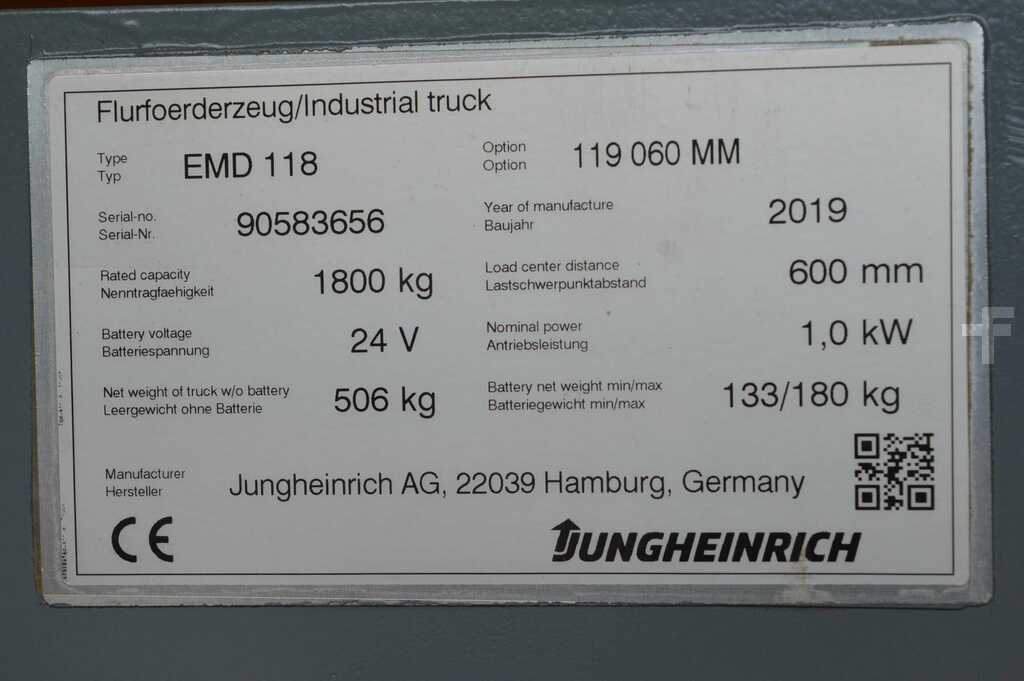 Flurfoerderzeug/Industrial truck
Type
Typ
EMD 118
Option
Option
119 060 MM
Serial-no.
Serial-Nr.
90583656
Year of manufacture
Baujahr
2019
Rated capacity
Nenntragfaehigkeit
1800 kg
Load center distance
Lastschwerpunktabstand
600 mm
Battery voltage
Batteriespannung
24 V
Nominal power
Antriebsleistung
1,0 kW
Net weight of truck w/o battery
Leergewicht ohne Batterie
506 kg
Battery net weight min/max
Batteriegewicht min/max
133/180 kg
Manufacturer
Hersteller
Jungheinrich AG, 22039 Hamburg, Germany
CE
JUNGHEINRICH